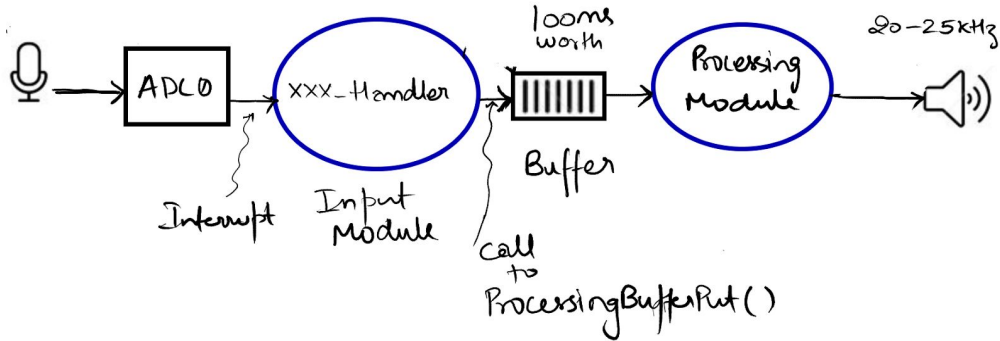 ADC0
Interrupt
xxx_Handler
Input
Module
call
to
ProcessingBufferPut()
100ms
worth
Buffer
Processing
Module
20-25kHz